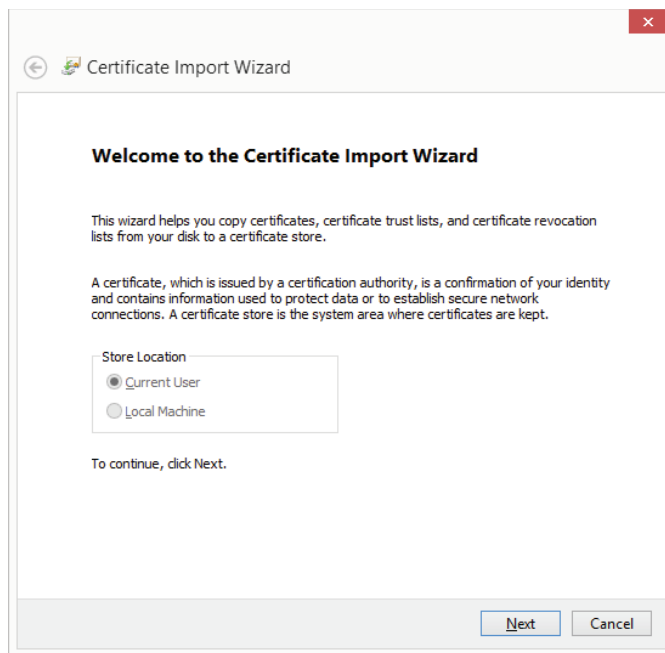 Certificate Import Wizard
Welcome to the Certificate Import Wizard
This wizard helps you copy certificates, certificate trust lists, and certificate revocation
lists from your disk to a certificate store.
A certificate, which is issued by a certification authority, is a confirmation of your identity
and contains information used to protect data or to establish secure network
connections. A certificate store is the system area where certificates are kept.
Store Location
Current User
Local Machine
To continue, click Next.
Next Cancel